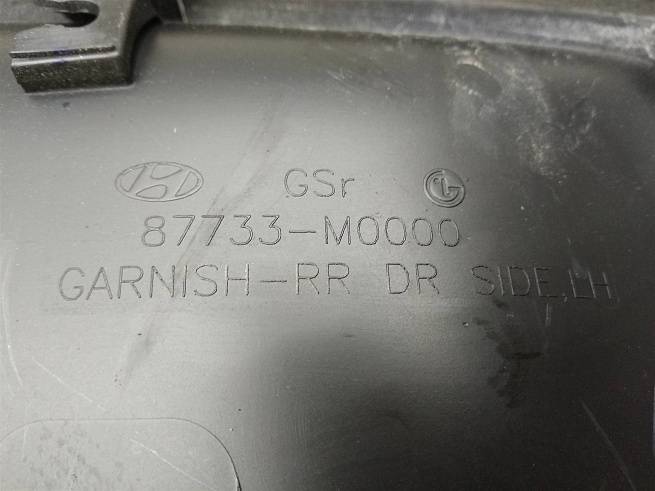 GSr
87733-M0000
GARNISH-RR DR SIDE,LH